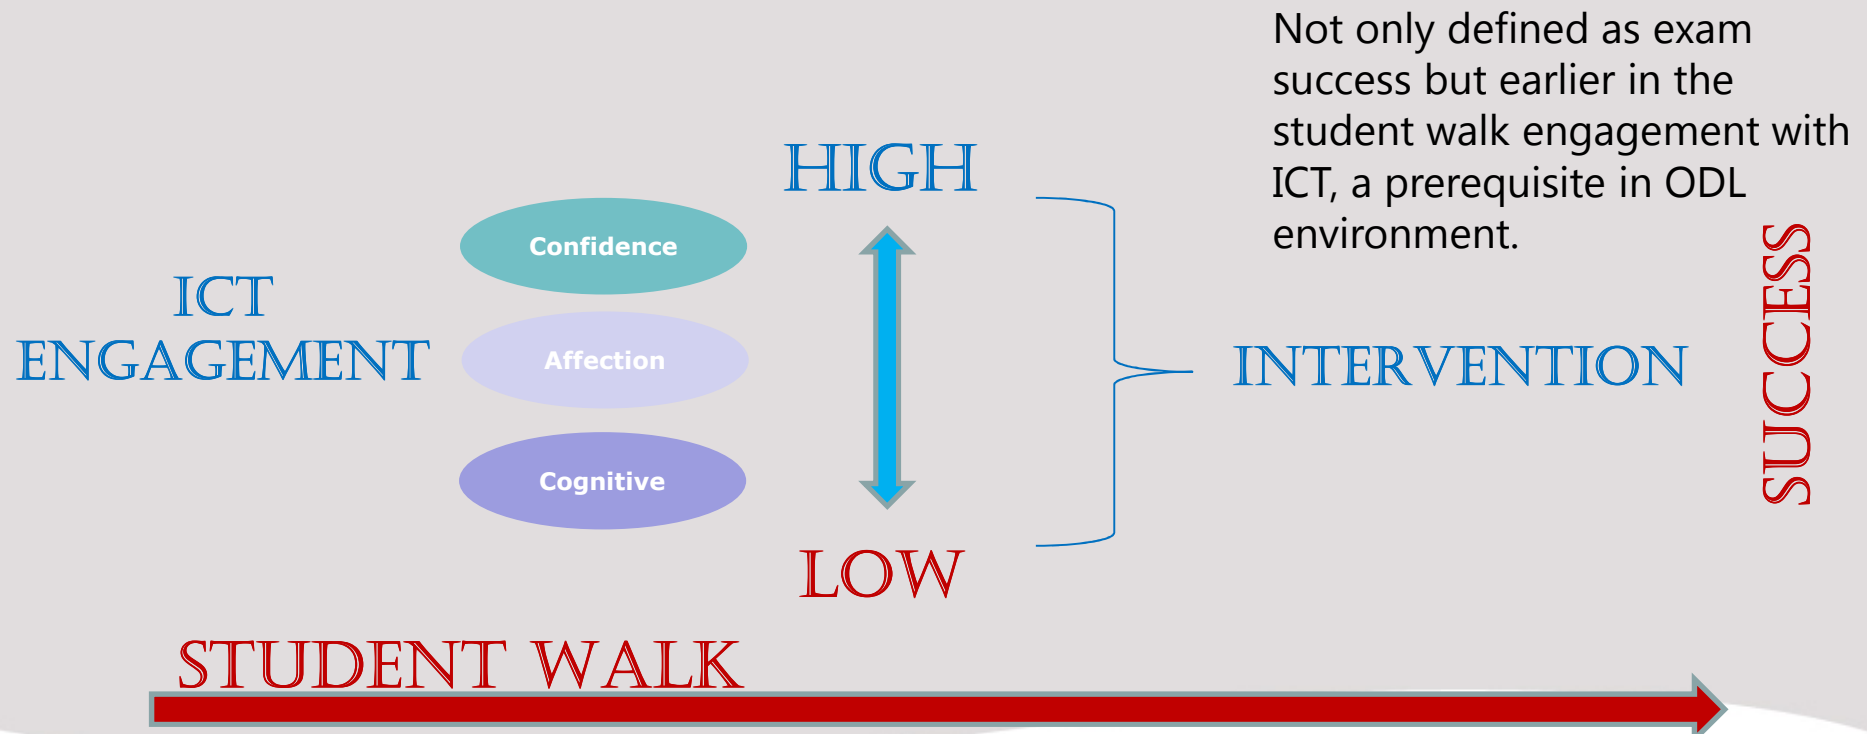 Not only defined as exam
success but earlier in the
student walk engagement with
ICT, a prerequisite in ODL
environment.
HIGH
Confidence
ICT
ENGAGEMENT
Affection
Cognitive
LOW
INTERVENTION
SUCCESS
STUDENT WALK